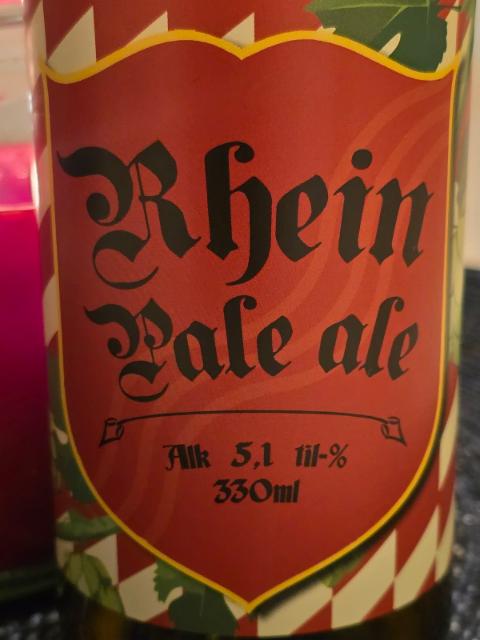 Rhein
Pale ale
Alk 5,1 til-%
330ml